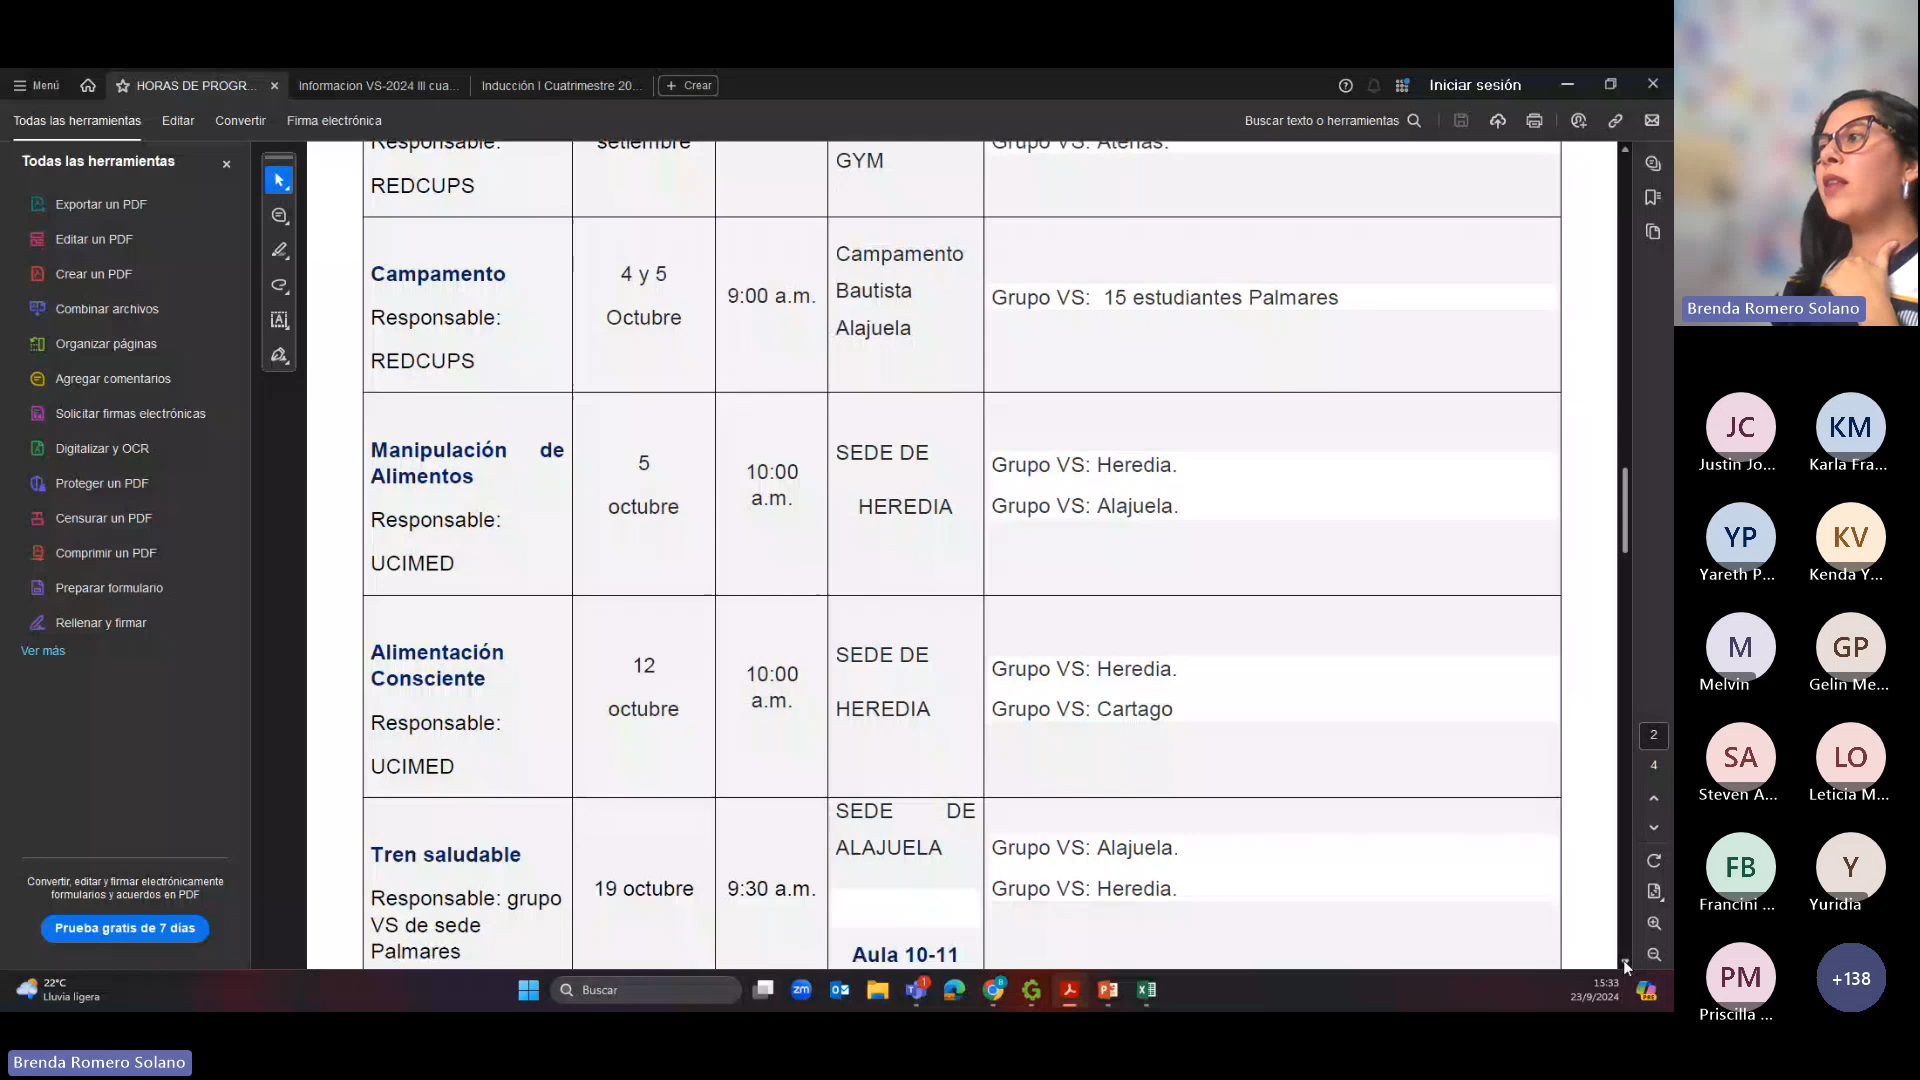 Menú
HORAS DE PROGR...
Informacion VS-2024 III cua...
Inducción I Cuatrimestre 20...
Crear
Iniciar sesión
Todas las herramientas
Editar
Convertir
Firma electrónica
Buscar texto o herramientas
Todas las herramientas
Exportar un PDF
Editar un PDF
Crear un PDF
Combinar archivos
Organizar páginas
Agregar comentarios
Solicitar firmas electrónicas
Digitalizar y OCR
Proteger un PDF
Censurar un PDF
Comprimir un PDF
Preparar formulario
Rellenar y firmar
Ver más
Convertir, editar y firmar electrónicamente
formularios y acuerdos en PDF
Prueba gratis de 7 días
Responsable:
REDCUPS
setiembre
GYM
Grupo VS: Atenas.
Campamento
Responsable:
REDCUPS
4 y 5
Octubre
9:00 a.m.
Campamento
Bautista
Alajuela
Grupo VS: 15 estudiantes Palmares
Manipulación de
Alimentos
Responsable:
UCIMED
5
octubre
10:00
a.m.
SEDE DE
HEREDIA
Grupo VS: Heredia.
Grupo VS: Alajuela.
Alimentación
Consciente
Responsable:
UCIMED
12
octubre
10:00
a.m.
SEDE DE
HEREDIA
Grupo VS: Heredia.
Grupo VS: Cartago
Tren saludable
Responsable: grupo
VS de sede
Palmares
19 octubre
9:30 a.m.
SEDE DE
ALAJUELA
Aula 10-11
Grupo VS: Alajuela.
Grupo VS: Heredia.
2
4
22°C
Lluvia ligera
Buscar
15:33
23/9/2024
Brenda Romero Solano
JC
Justin Jo...
KM
Karla Fra...
YP
Yareth P...
KV
Kenda Y...
M
Melvin
GP
Gelin Me...
SA
Steven A...
LO
Leticia M...
FB
Francini ...
Y
Yuridia
PM
Priscilla ...
+138
Brenda Romero Solano